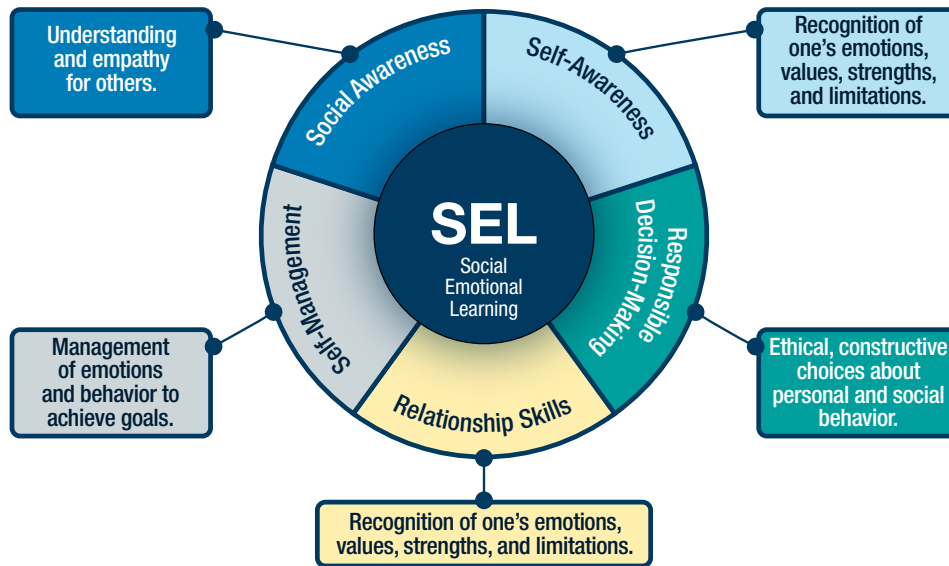 Understanding
and empathy
for others.
Social Awareness
Self-Awareness
Recognition of
one's emotions,
values, strengths,
and limitations.
SEL
Social
Emotional
Learning
Self-Management
Responsible
Decision-Making
Management
of emotions
and behavior to
achieve goals.
Relationship Skills
Ethical, constructive
choices about
personal and social
behavior.
Recognition of one's emotions,
values, strengths, and limitations.